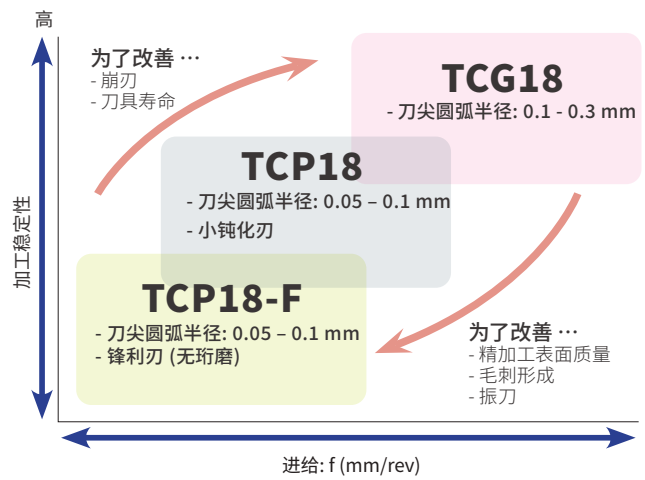 高
为了改善 …
- 崩刃
- 刀具寿命
TCG18
- 刀尖圆弧半径: 0.1 - 0.3 mm
TCP18
- 刀尖圆弧半径: 0.05 – 0.1 mm
- 小钝化刃
加工稳定性
TCP18-F
- 刀尖圆弧半径: 0.05 – 0.1 mm
- 锋利刃 (无珩磨)
为了改善 …
- 精加工表面质量
- 毛刺形成
- 振刀
进给: f (mm/rev)